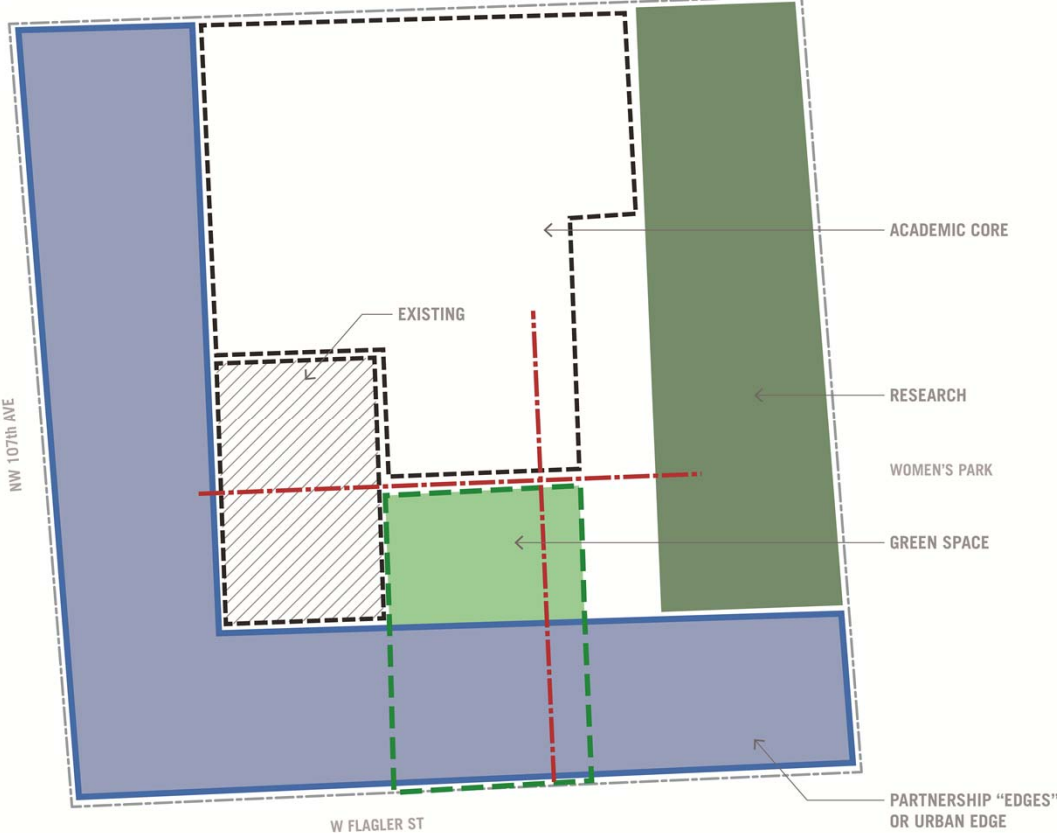 ACADEMIC CORE
EXISTING
RESEARCH
NW 107th AVE
WOMEN'S PARK
GREEN SPACE
PARTNERSHIP “EDGES”
OR URBAN EDGE
W FLAGLER ST